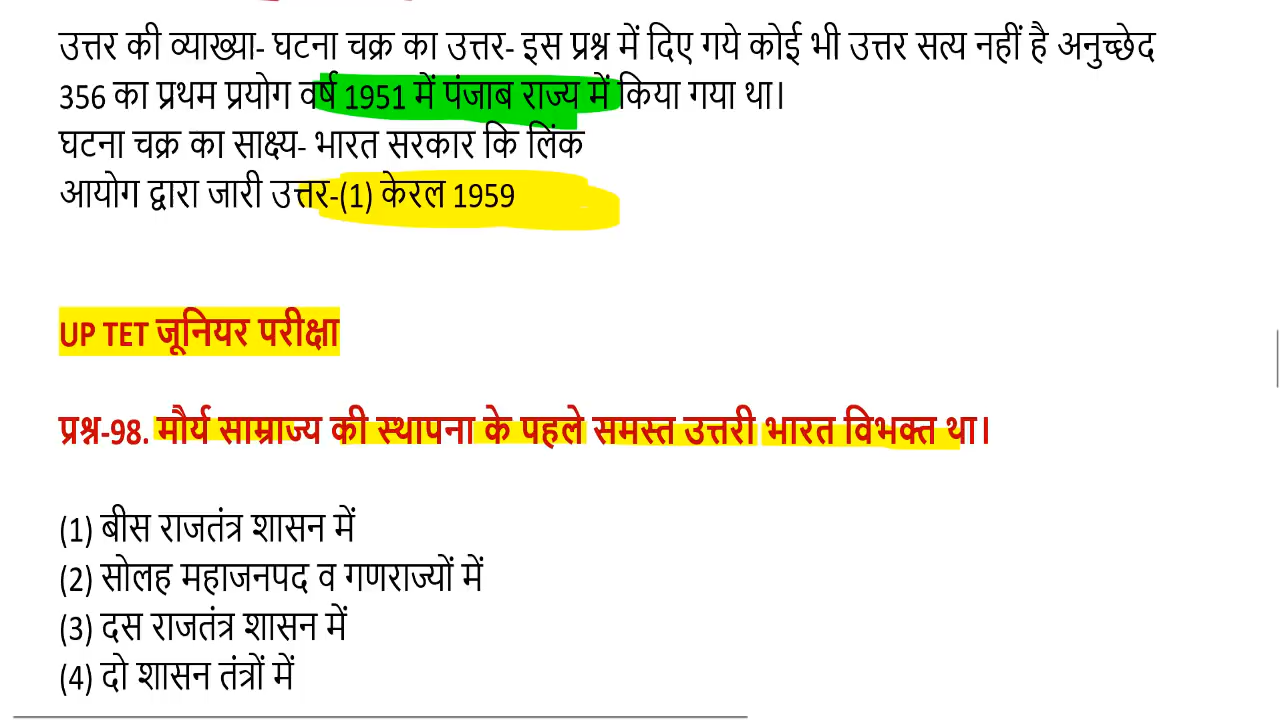 उत्तर की व्याख्या- घटना चक्र का उत्तर- इस प्रश्न में दिए गये कोई भी उत्तर सत्य नहीं है अनुच्छेद
356 का प्रथम प्रयोग वर्ष 1951 में पंजाब राज्य में किया गया था।
घटना चक्र का साक्ष्य- भारत सरकार कि लिंक
आयोग द्वारा जारी उत्तर-(1) केरल 1959
UP TET जूनियर परीक्षा
प्रश्न-98. मौर्य साम्राज्य की स्थापना के पहले समस्त उत्तरी भारत विभक्त था।
(1) बीस राजतंत्र शासन में
(2) सोलह महाजनपद व गणराज्यों में
(3) दस राजतंत्र शासन में
(4) दो शासन तंत्रों में